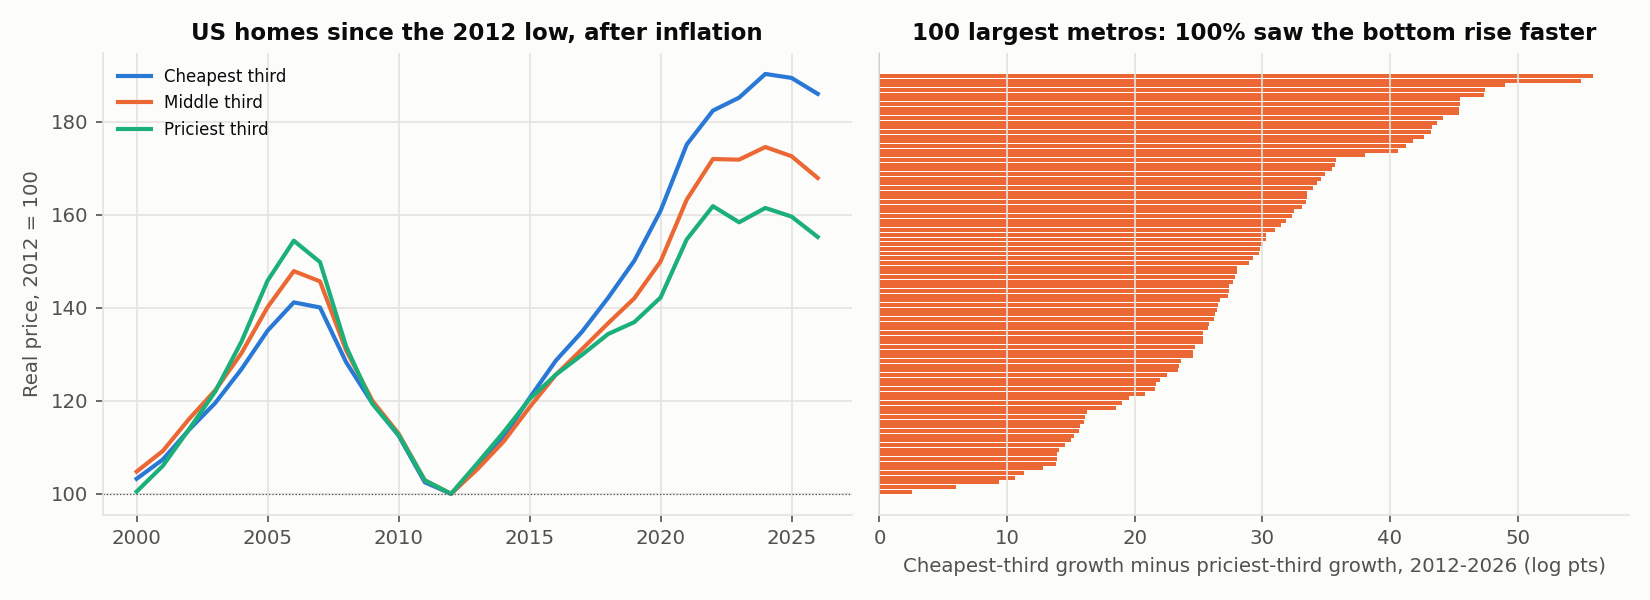 US homes since the 2012 low, after inflation
Cheapest third
Middle third
Priciest third
Real price, 2012 = 100
180
160
140
120
100
2000 2005 2010 2015 2020 2025
100 largest metros: 100% saw the bottom rise faster
0 10 20 30 40 50
Cheapest-third growth minus priciest-third growth, 2012-2026 (log pts)